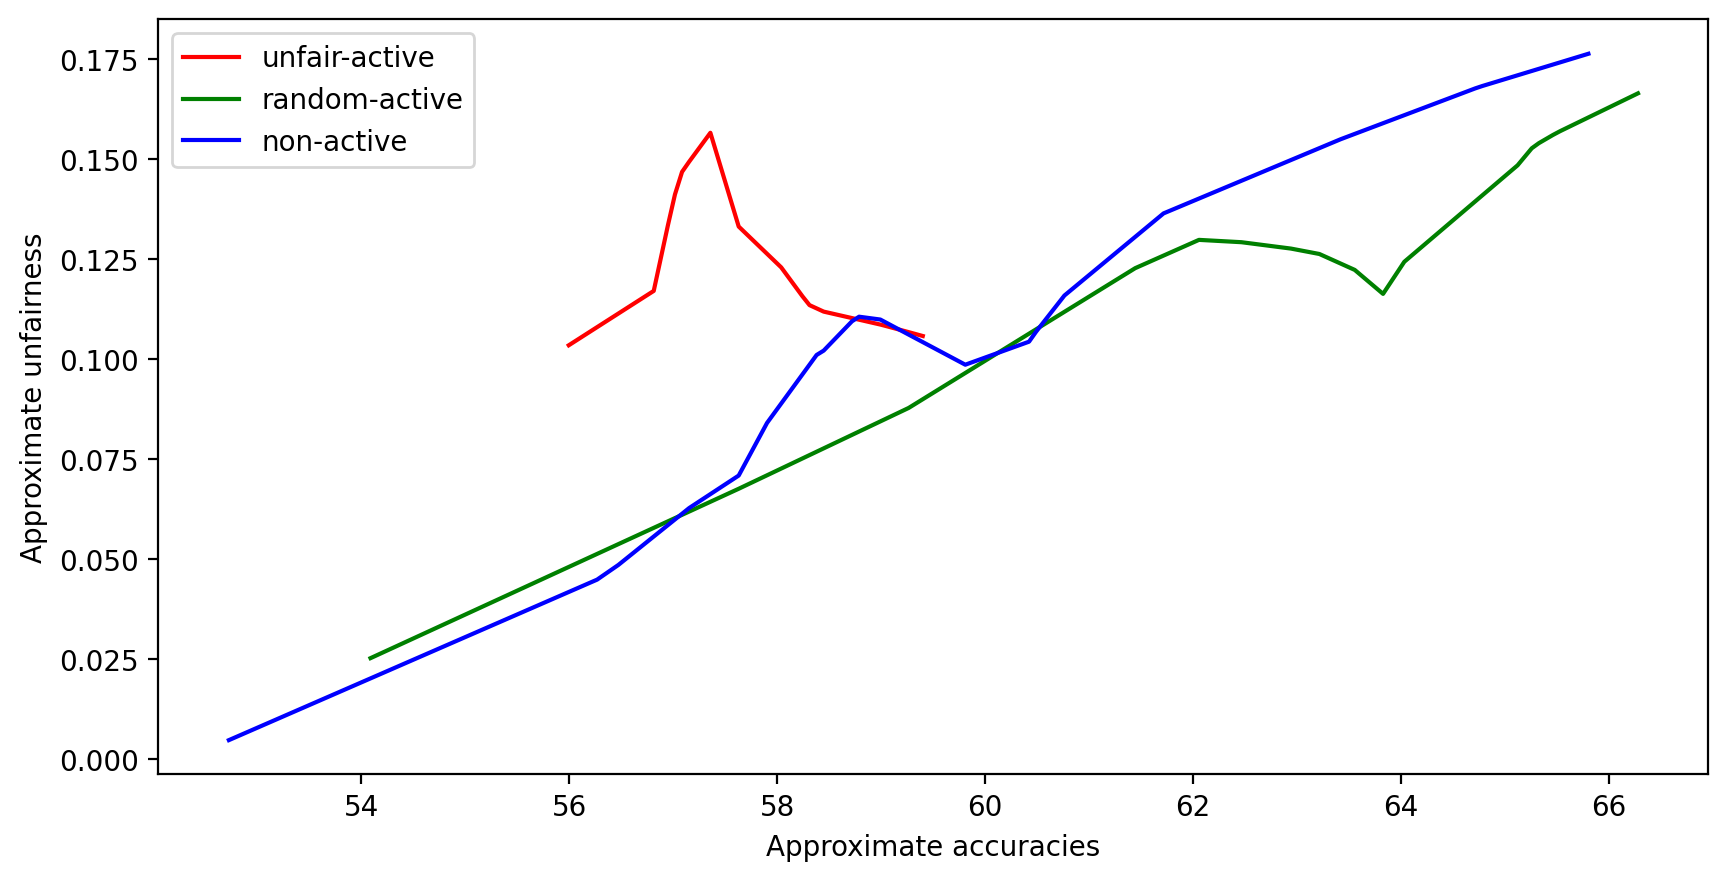 unfair-active
random-active
non-active
0.175
0.150
0.125
0.100
0.075
0.050
0.025
0.000
Approximate unfairness
54 56 58 60 62 64 66
Approximate accuracies